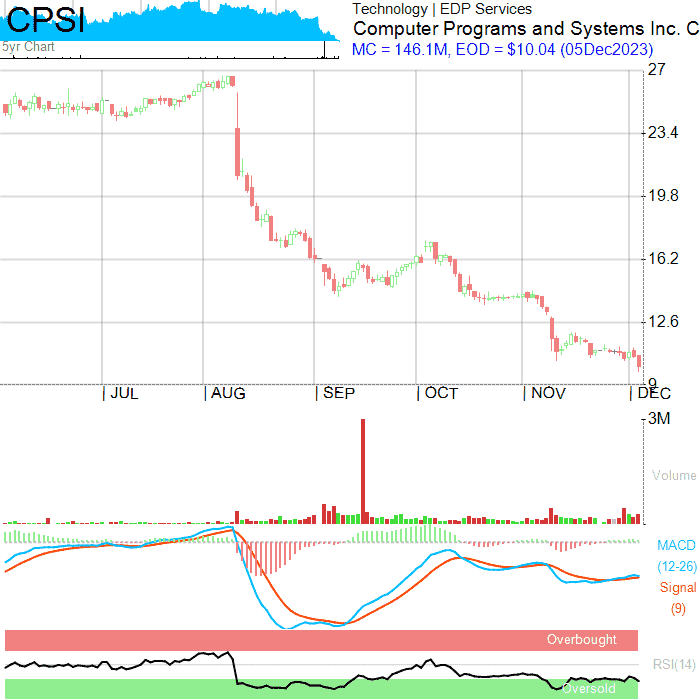 CPSI
5yr Chart
Technology | EDP Services
Computer Programs and Systems Inc. C
MC = 146.1M, EOD = $10.04 (05Dec2023)
27
23.4
19.8
16.2
12.6
9
| JUL | AUG | SEP | OCT | NOV | DEC
3M
Volume
MACD
(12-26)
Signal
(9)
Overbought
RSI(14)
Oversold